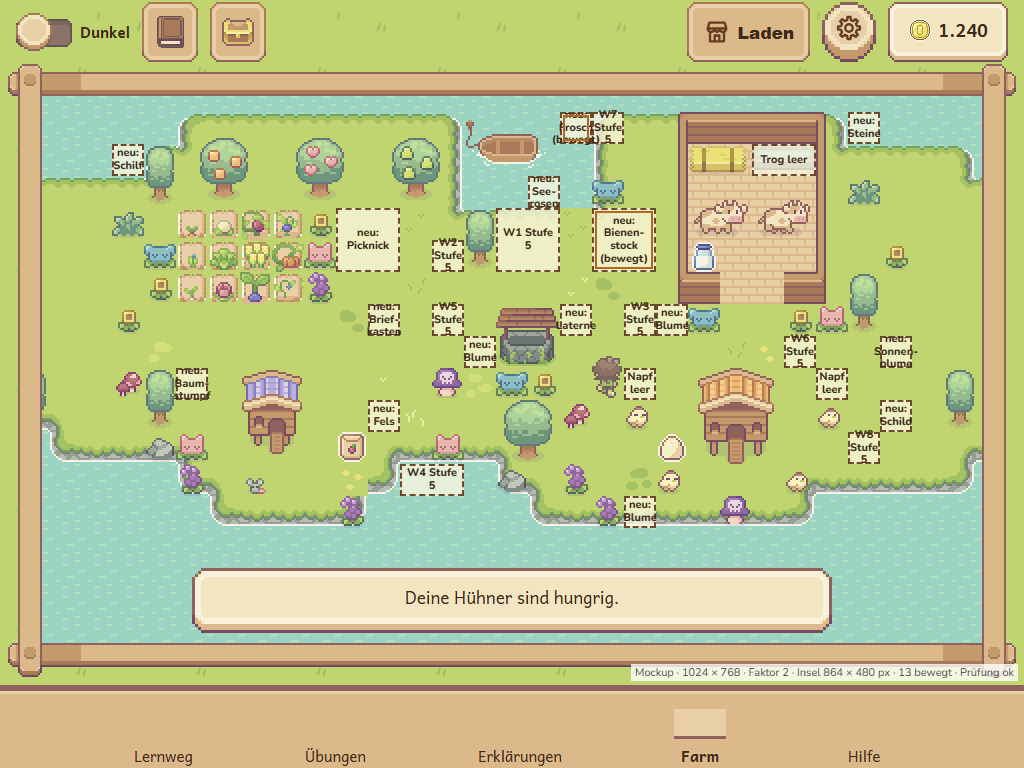 Dunkel
Laden
1.240
neu:
Schilf
neu:
Frosch
(bewegt)
W7
Stufe
5
neu:
Steine
Trog leer
neu:
See-
rosen
neu:
Picknick
W2
Stufe
5
W1 Stufe
5
neu:
Bienen-
stock
(bewegt)
neu:
Brief-
kasten
W5
Stufe
5
neu:
Laterne
W3
Stufe
5
neu:
Blume
neu:
Blume
W6
Stufe
5
neu:
Sonnen-
blume
neu:
Baum-
stumpf
Napf
leer
Napf
leer
neu:
Fels
neu:
Schild
W8
Stufe
5
W4 Stufe
5
neu:
Blume
Deine Hühner sind hungrig.
Mockup · 1024 × 768 · Faktor 2 · Insel 864 × 480 px · 13 bewegt · Prüfung ok
Lernweg
Übungen
Erklärungen
Farm
Hilfe